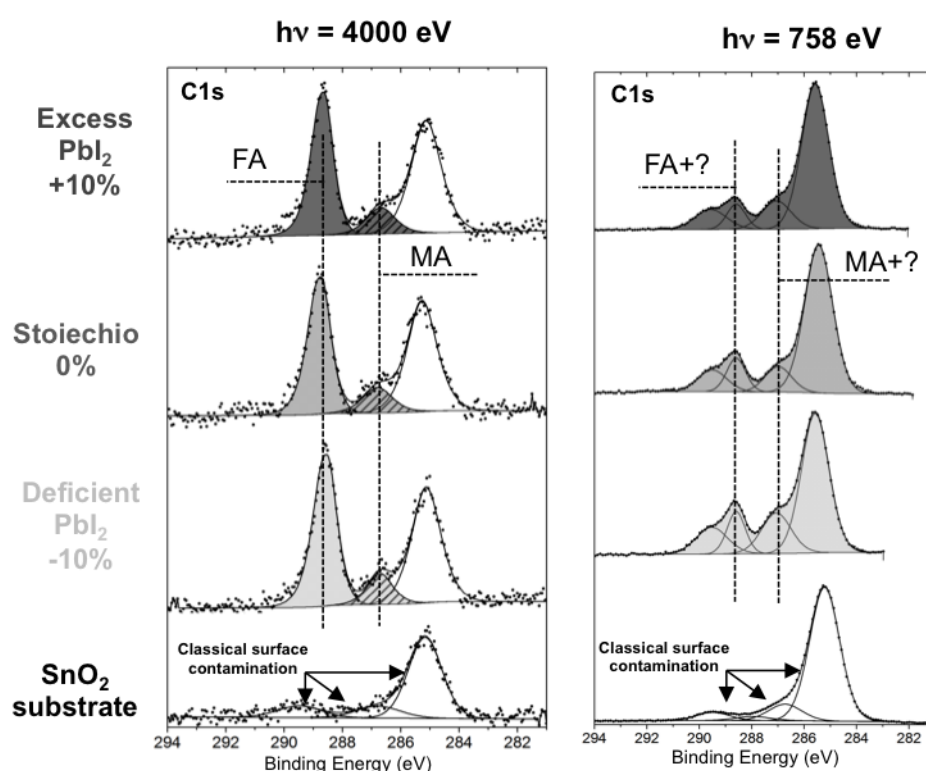 hν = 4000 eV
hν = 758 eV
C1s
C1s
Excess
PbI₂
+10%
FA
FA+?
MA
MA+?
Stoiechio
0%
Deficient
PbI₂
-10%
Classical surface
contamination
Classical surface
contamination
SnO₂
substrate
294 292 290 288 286 284 282
Binding Energy (eV)
294 292 290 288 286 284 282
Binding Energy (eV)